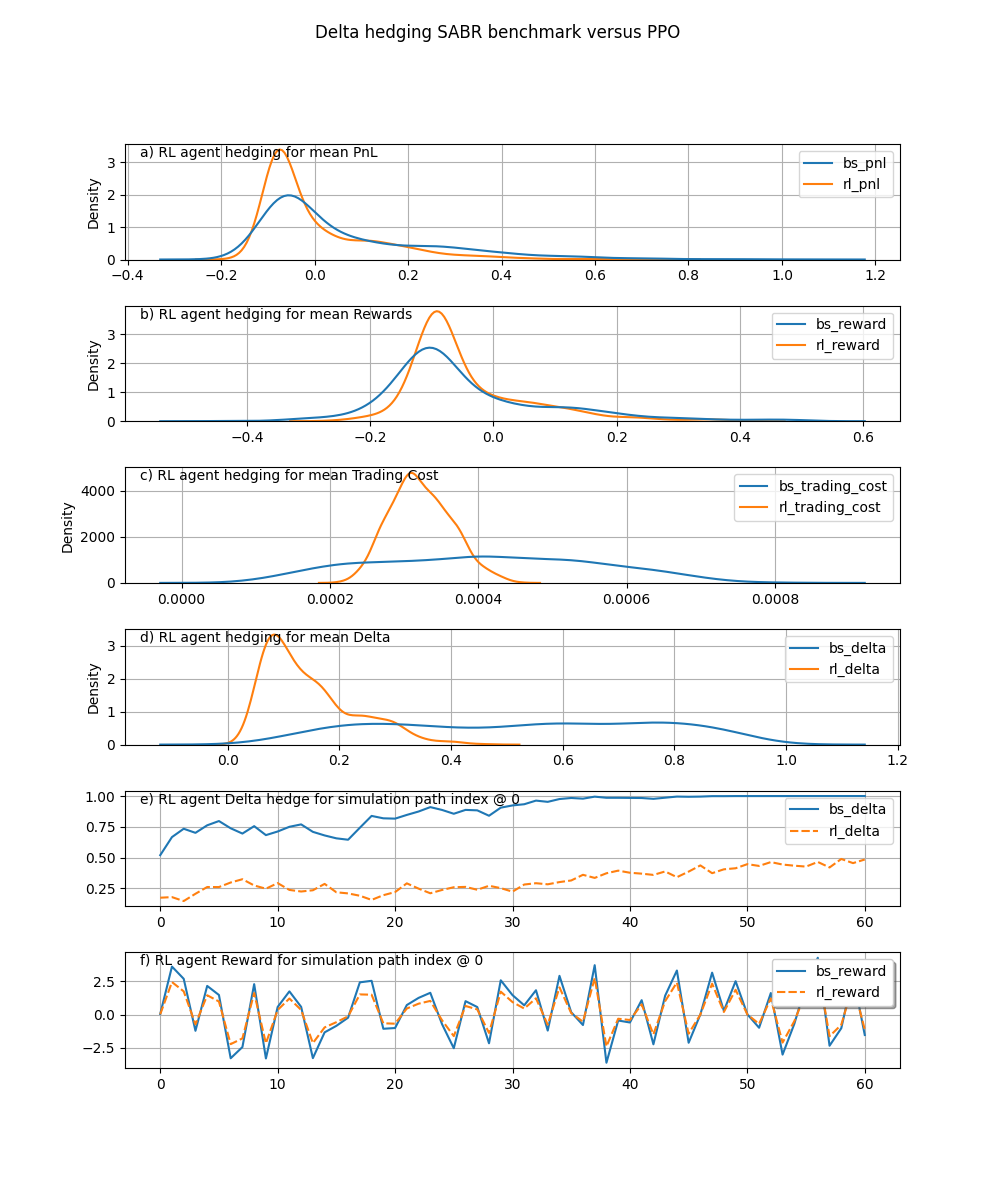 Delta hedging SABR benchmark versus PPO
a) RL agent hedging for mean PnL
bs_pnl
rl_pnl
Density
3
2
1
0
−0.4 −0.2 0.0 0.2 0.4 0.6 0.8 1.0 1.2
b) RL agent hedging for mean Rewards
bs_reward
rl_reward
Density
3
2
1
0
−0.4 −0.2 0.0 0.2 0.4 0.6
c) RL agent hedging for mean Trading Cost
bs_trading_cost
rl_trading_cost
Density
4000
2000
0
0.0000 0.0002 0.0004 0.0006 0.0008
d) RL agent hedging for mean Delta
bs_delta
rl_delta
Density
3
2
1
0
0.0 0.2 0.4 0.6 0.8 1.0 1.2
e) RL agent Delta hedge for simulation path index @ 0
bs_delta
rl_delta
1.00
0.75
0.50
0.25
0 10 20 30 40 50 60
f) RL agent Reward for simulation path index @ 0
bs_reward
rl_reward
2.5
0.0
−2.5
0 10 20 30 40 50 60